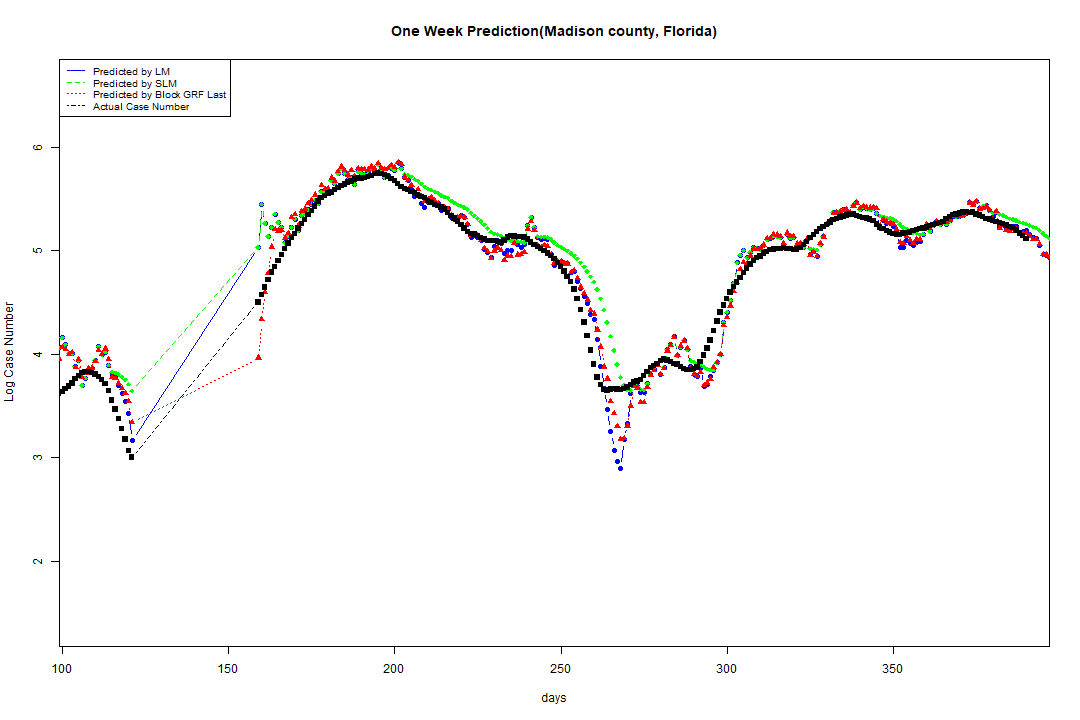 One Week Prediction(Madison county, Florida)
Predicted by LM
Predicted by SLM
Predicted by Block GRF Last
Actual Case Number
6
5
4
3
2
Log Case Number
100 150 200 250 300 350
days